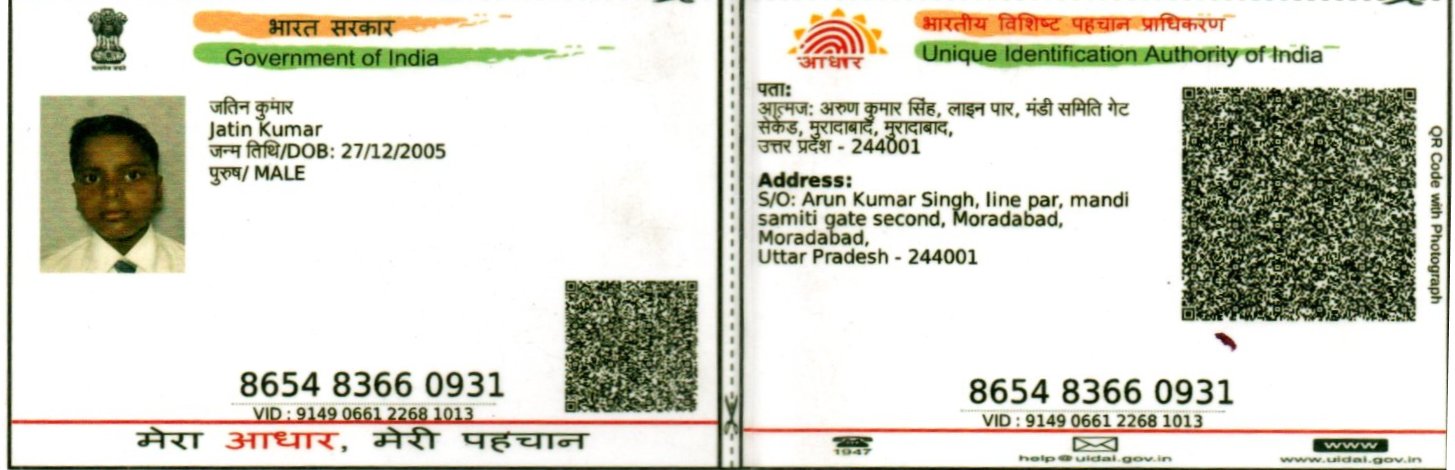 भारत सरकार
Government of India
जतिन कुमार
Jatin Kumar
जन्म तिथि/DOB: 27/12/2005
पुरुष/ MALE
8654 8366 0931
VID : 9149 0661 2268 1013
मेरा आधार, मेरी पहचान
भारतीय विशिष्ट पहचान प्राधिकरण
Unique Identification Authority of India
आधार
पता:
आत्मज: अरुण कुमार सिंह, लाइन पार, मंडी समिति गेट
सेकंड, मुरादाबाद, मुरादाबाद,
उत्तर प्रदेश - 244001
Address:
S/O: Arun Kumar Singh, line par, mandi
samiti gate second, Moradabad,
Moradabad,
Uttar Pradesh - 244001
QR Code with Photograph
8654 8366 0931
VID : 9149 0661 2268 1013
1947
help@uidai.gov.in
www
www.uidai.gov.in